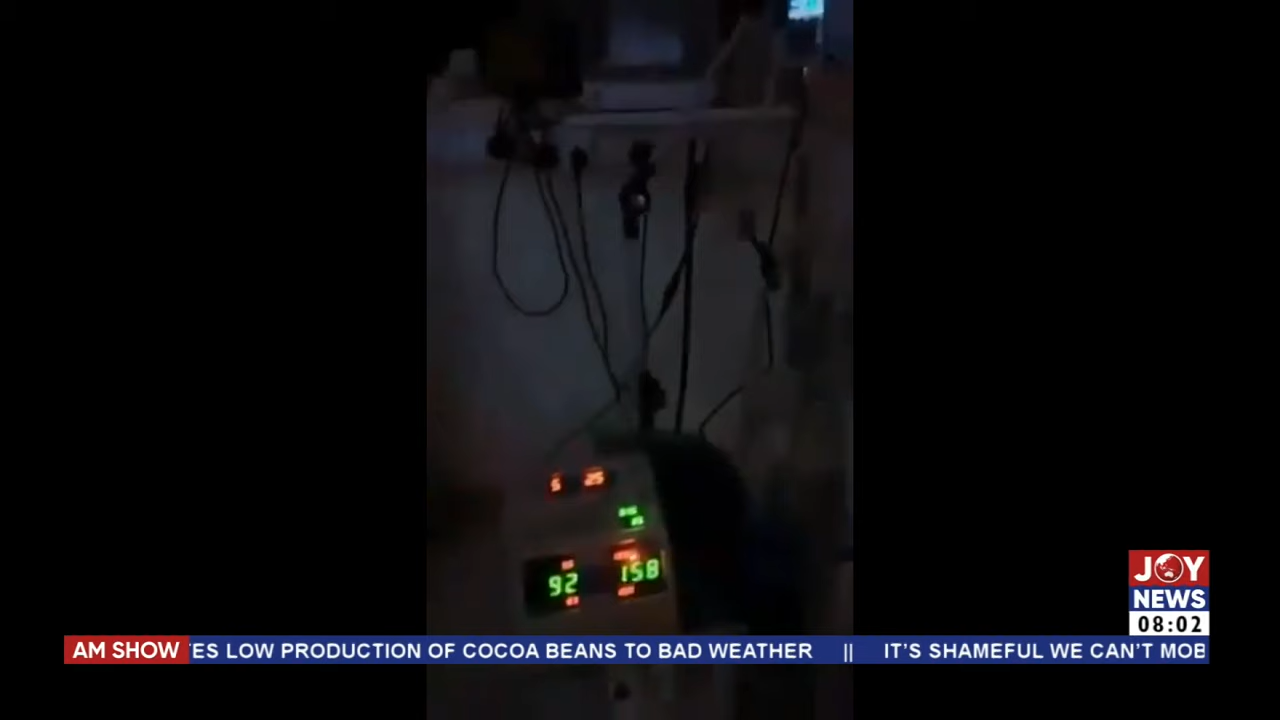 5 25
92 158
JOY
NEWS
08:02
AM SHOW
TES LOW PRODUCTION OF COCOA BEANS TO BAD WEATHER || IT'S SHAMEFUL WE CAN'T MOB